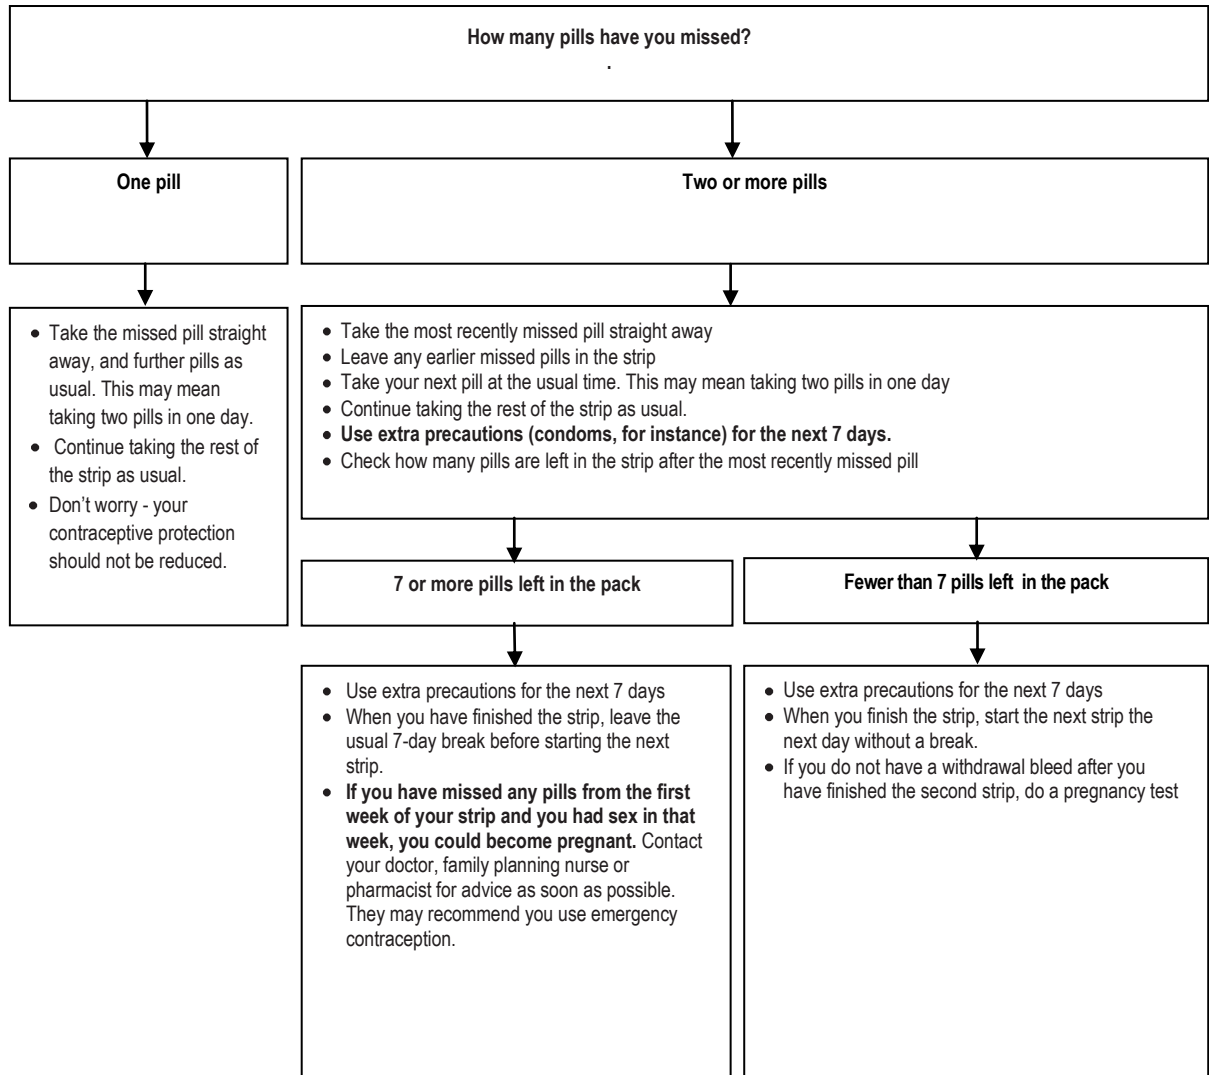 How many pills have you missed?
.
One pill
Two or more pills
• Take the missed pill straight
away, and further pills as
usual. This may mean
taking two pills in one day.
• Continue taking the rest of
the strip as usual.
• Don't worry - your
contraceptive protection
should not be reduced.
• Take the most recently missed pill straight away
• Leave any earlier missed pills in the strip
• Take your next pill at the usual time. This may mean taking two pills in one day
• Continue taking the rest of the strip as usual.
• Use extra precautions (condoms, for instance) for the next 7 days.
• Check how many pills are left in the strip after the most recently missed pill
7 or more pills left in the pack
Fewer than 7 pills left in the pack
• Use extra precautions for the next 7 days
• When you have finished the strip, leave the
usual 7-day break before starting the next
strip.
• If you have missed any pills from the first
week of your strip and you had sex in that
week, you could become pregnant. Contact
your doctor, family planning nurse or
pharmacist for advice as soon as possible.
They may recommend you use emergency
contraception.
• Use extra precautions for the next 7 days
• When you finish the strip, start the next strip the
next day without a break.
• If you do not have a withdrawal bleed after you
have finished the second strip, do a pregnancy test